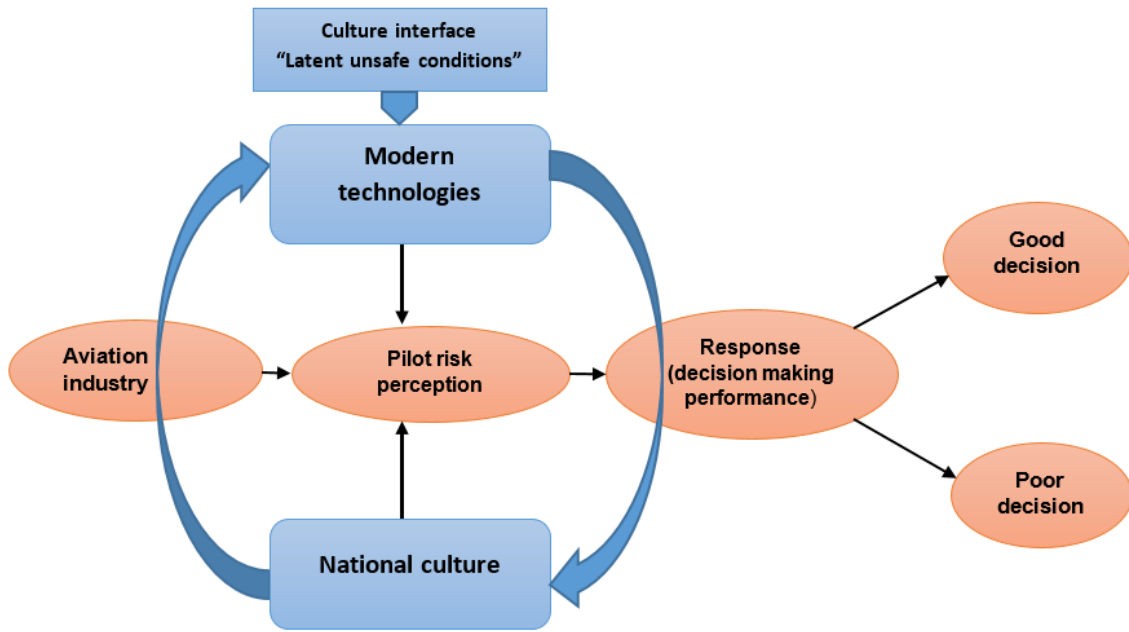 Culture interface
“Latent unsafe conditions”
Modern
technologies
Good
decision
Aviation
industry
Pilot risk
perception
Response
(decision making
performance)
Poor
decision
National culture